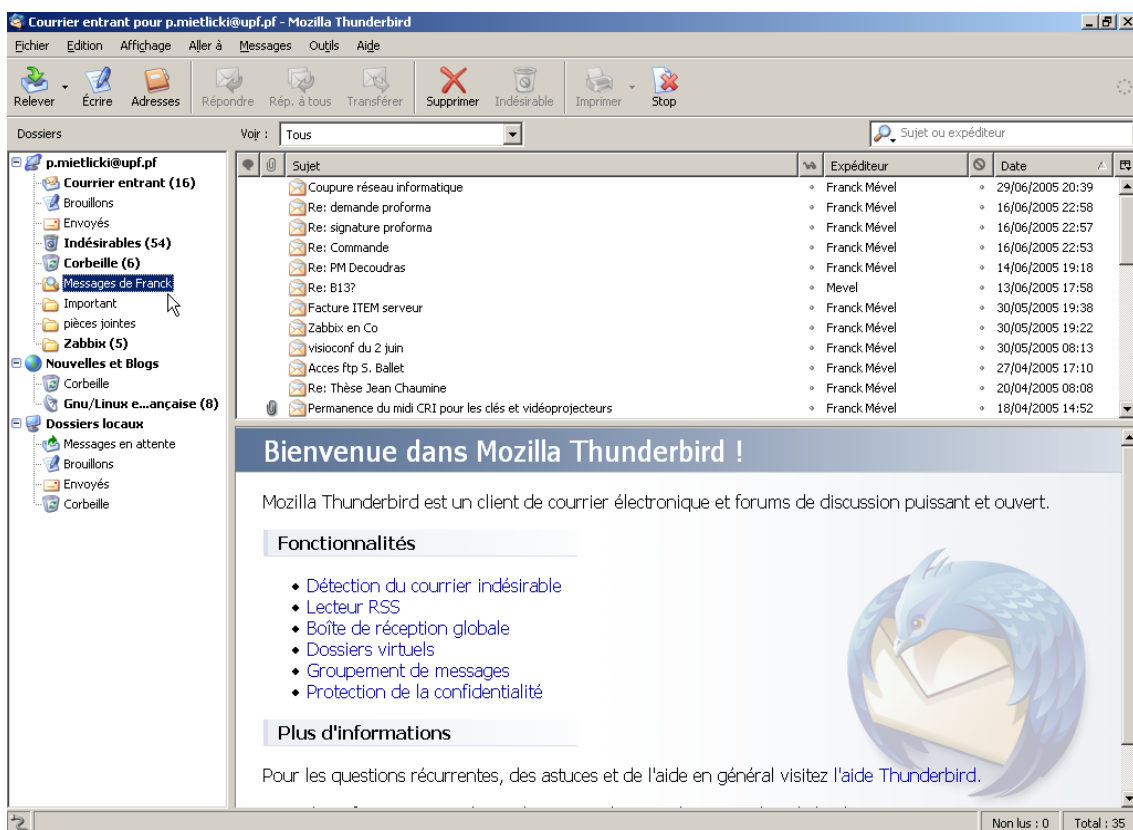 Courrier entrant pour p.mietlicki@upf.pf - Mozilla Thunderbird
Fichier Edition Affichage Aller à Messages Outils Aide
Relever Écrire Adresses Répondre Rép. à tous Transférer Supprimer Indésirable Imprimer Stop
Dossiers Voir : Tous Sujet ou expéditeur
p.mietlicki@upf.pf
Courrier entrant (16)
Brouillons
Envoyés
Indésirables (54)
Corbeille (6)
Messages de Franck
Important
pièces jointes
Zabbix (5)
Nouvelles et Blogs
Corbeille
Gnu/Linux e...ançaise (8)
Dossiers locaux
Messages en attente
Brouillons
Envoyés
Corbeille
Sujet Expéditeur Date
Coupure réseau informatique Franck Mével 29/06/2005 20:39
Re: demande proforma Franck Mével 16/06/2005 22:58
Re: signature proforma Franck Mével 16/06/2005 22:57
Re: Commande Franck Mével 16/06/2005 22:53
Re: PM Decoudras Franck Mével 14/06/2005 19:18
Re: B13? Mevel 13/06/2005 17:58
Facture ITEM serveur Franck Mével 30/05/2005 19:38
Zabbix en Co Franck Mével 30/05/2005 19:22
visioconf du 2 juin Franck Mével 30/05/2005 08:13
Acces ftp S. Ballet Franck Mével 27/04/2005 17:10
Re: Thèse Jean Chaumine Franck Mével 20/04/2005 08:08
Permanence du midi CRI pour les clés et vidéoprojecteurs Franck Mével 18/04/2005 14:52
Bienvenue dans Mozilla Thunderbird !
Mozilla Thunderbird est un client de courrier électronique et forums de discussion puissant et ouvert.
Fonctionnalités
• Détection du courrier indésirable
• Lecteur RSS
• Boîte de réception globale
• Dossiers virtuels
• Groupement de messages
• Protection de la confidentialité
Plus d'informations
Pour les questions récurrentes, des astuces et de l'aide en général visitez l'aide Thunderbird.
Non lus : 0 Total : 35